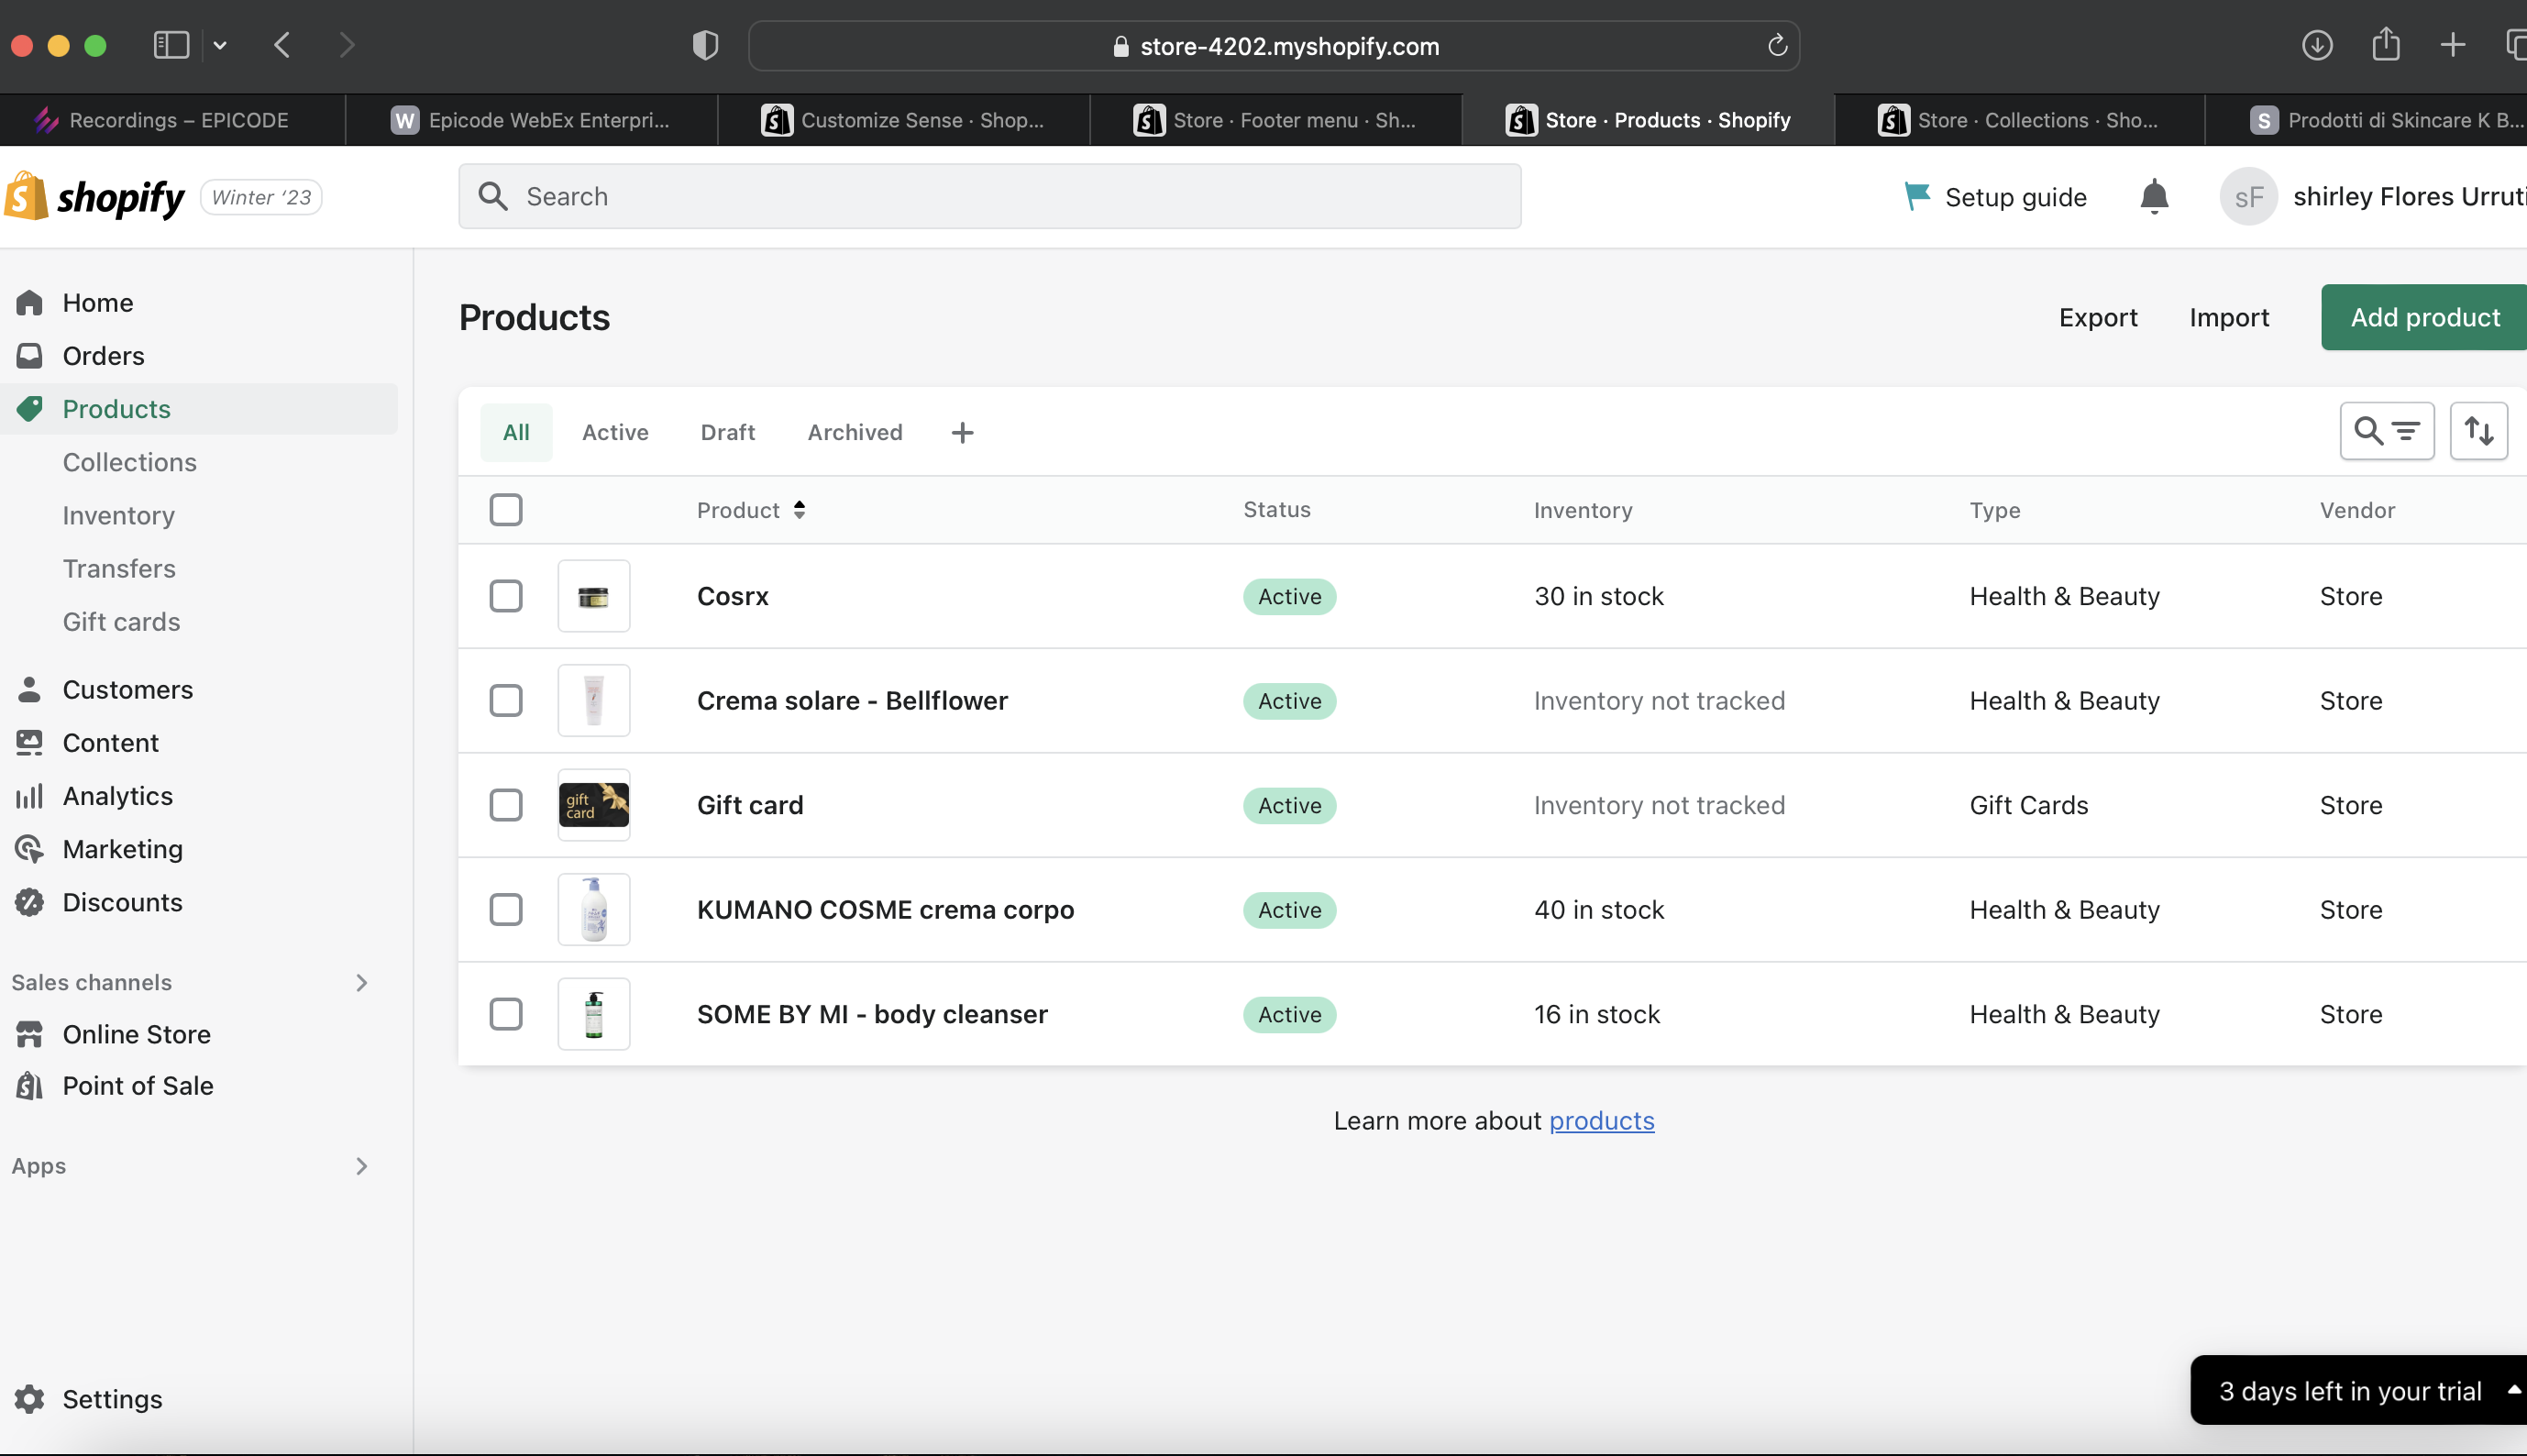 store-4202.myshopify.com
Recordings – EPICODE
W Epicode WebEx Enterpri...
Customize Sense · Shop...
Store · Footer menu · Sh...
Store · Products · Shopify
Store · Collections · Sho...
S Prodotti di Skincare K B...
shopify
Winter ‘23
Search
Setup guide
sF
shirley Flores Urruti
Home
Orders
Products
Collections
Inventory
Transfers
Gift cards
Customers
Content
Analytics
Marketing
Discounts
Sales channels
Online Store
Point of Sale
Apps
Settings
Products
Export Import Add product
All Active Draft Archived +
Product Status Inventory Type Vendor
Cosrx Active 30 in stock Health & Beauty Store
Crema solare - Bellflower Active Inventory not tracked Health & Beauty Store
gift
card
Gift card Active Inventory not tracked Gift Cards Store
KUMANO COSME crema corpo Active 40 in stock Health & Beauty Store
SOME BY MI - body cleanser Active 16 in stock Health & Beauty Store
Learn more about products
3 days left in your trial